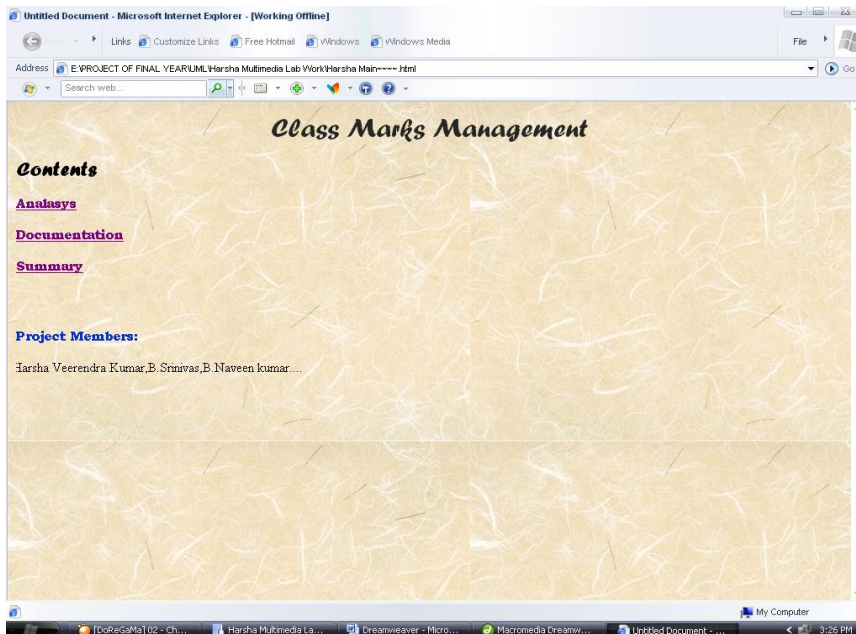 Untitled Document - Microsoft Internet Explorer - [Working Offline]
Back Links Customize Links Free Hotmail Windows Windows Media File
Address E:\PROJECT OF FINAL YEAR\UML\Harsha Multimedia Lab Work\Harsha Main~~~~.html Go
Search web...
Class Marks Management
Contents
Analasys
Documentation
Summary
Project Members:
Harsha Veerendra Kumar,B.Srinivas,B.Naveen kumar....
My Computer
[DoReGaMa] 02 - Ch... Harsha Multimedia La... Dreamweaver - Micro... Macromedia Dreamw... Untitled Document - ... 3:26 PM